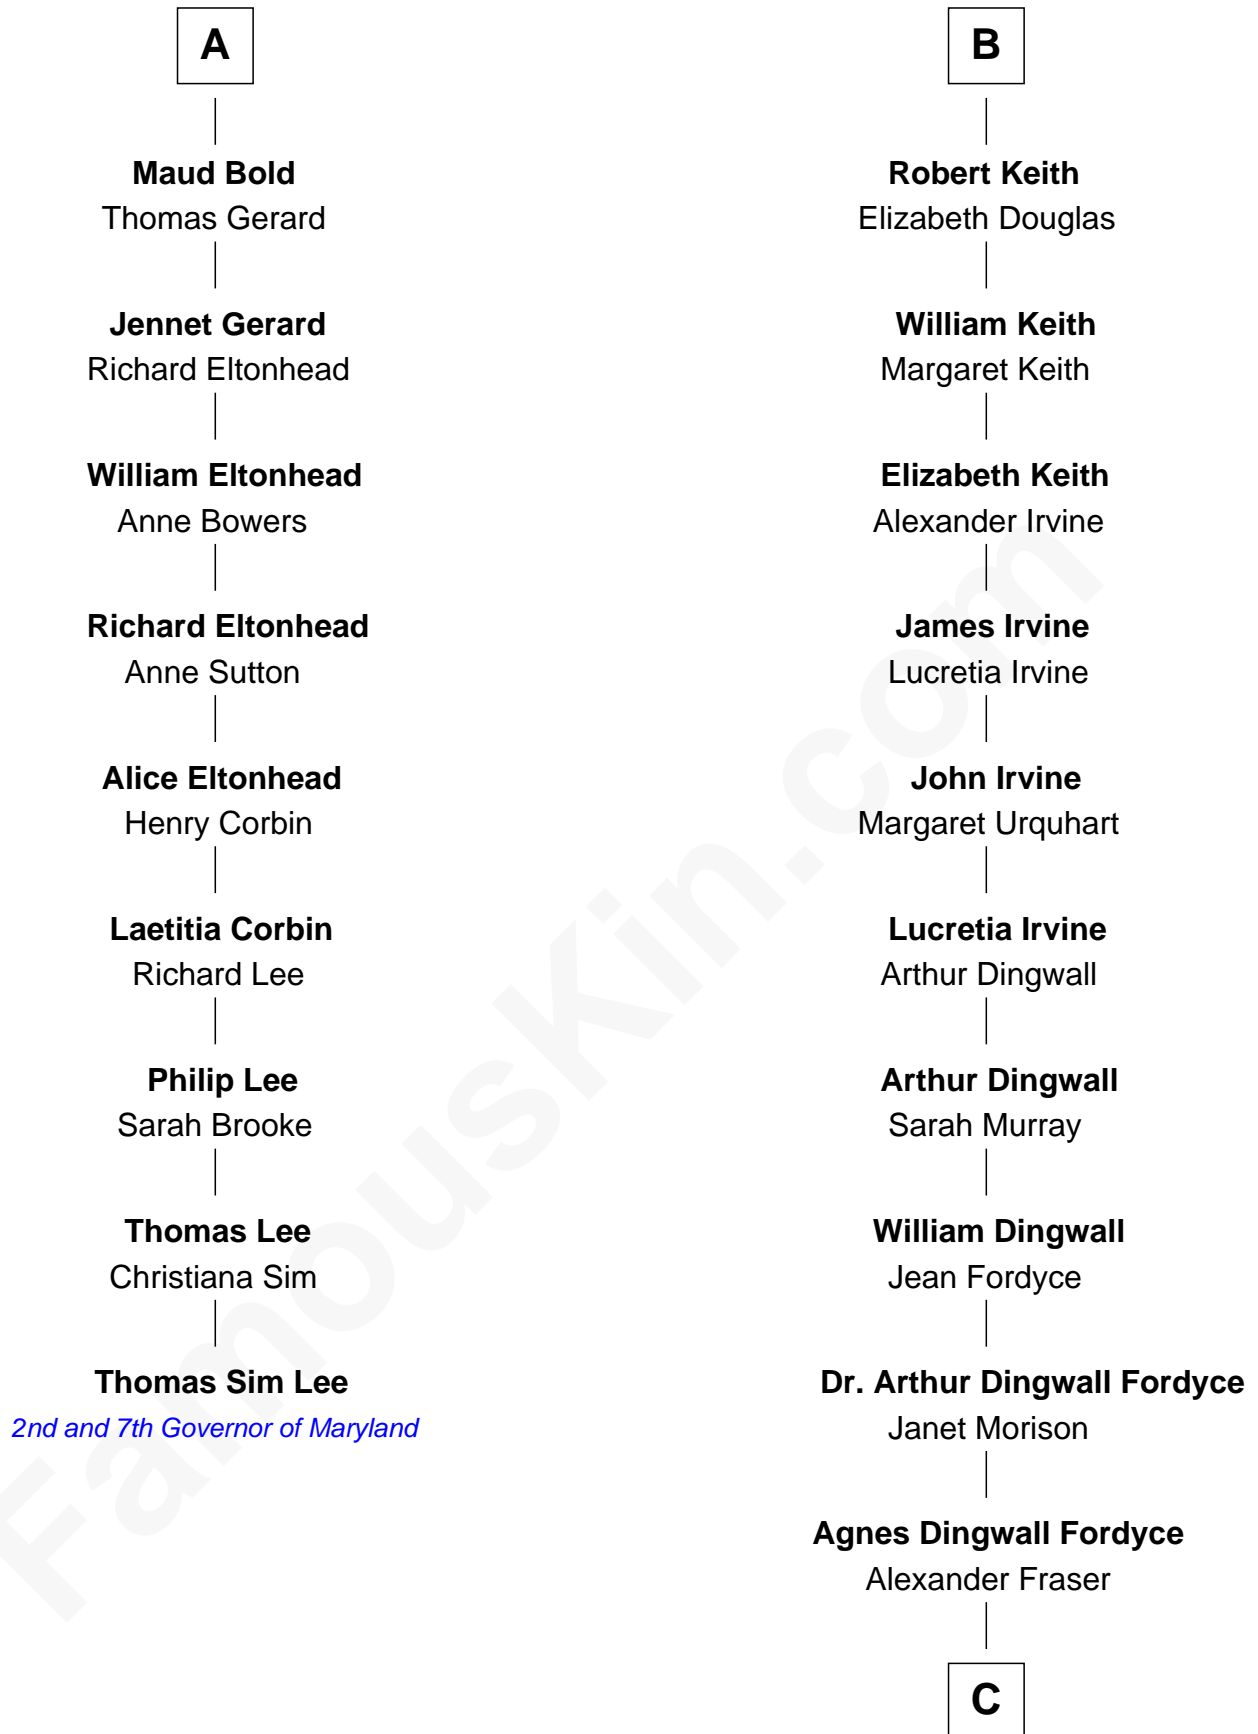 A
Maud Bold
Thomas Gerard
Jennet Gerard
Richard Eltonhead
William Eltonhead
Anne Bowers
Richard Eltonhead
Anne Sutton
Alice Eltonhead
Henry Corbin
Laetitia Corbin
Richard Lee
Philip Lee
Sarah Brooke
Thomas Lee
Christiana Sim
Thomas Sim Lee
2nd and 7th Governor of Maryland
B
Robert Keith
Elizabeth Douglas
William Keith
Margaret Keith
Elizabeth Keith
Alexander Irvine
James Irvine
Lucretia Irvine
John Irvine
Margaret Urquhart
Lucretia Irvine
Arthur Dingwall
Arthur Dingwall
Sarah Murray
William Dingwall
Jean Fordyce
Dr. Arthur Dingwall Fordyce
Janet Morison
Agnes Dingwall Fordyce
Alexander Fraser
C
FamousKin.com